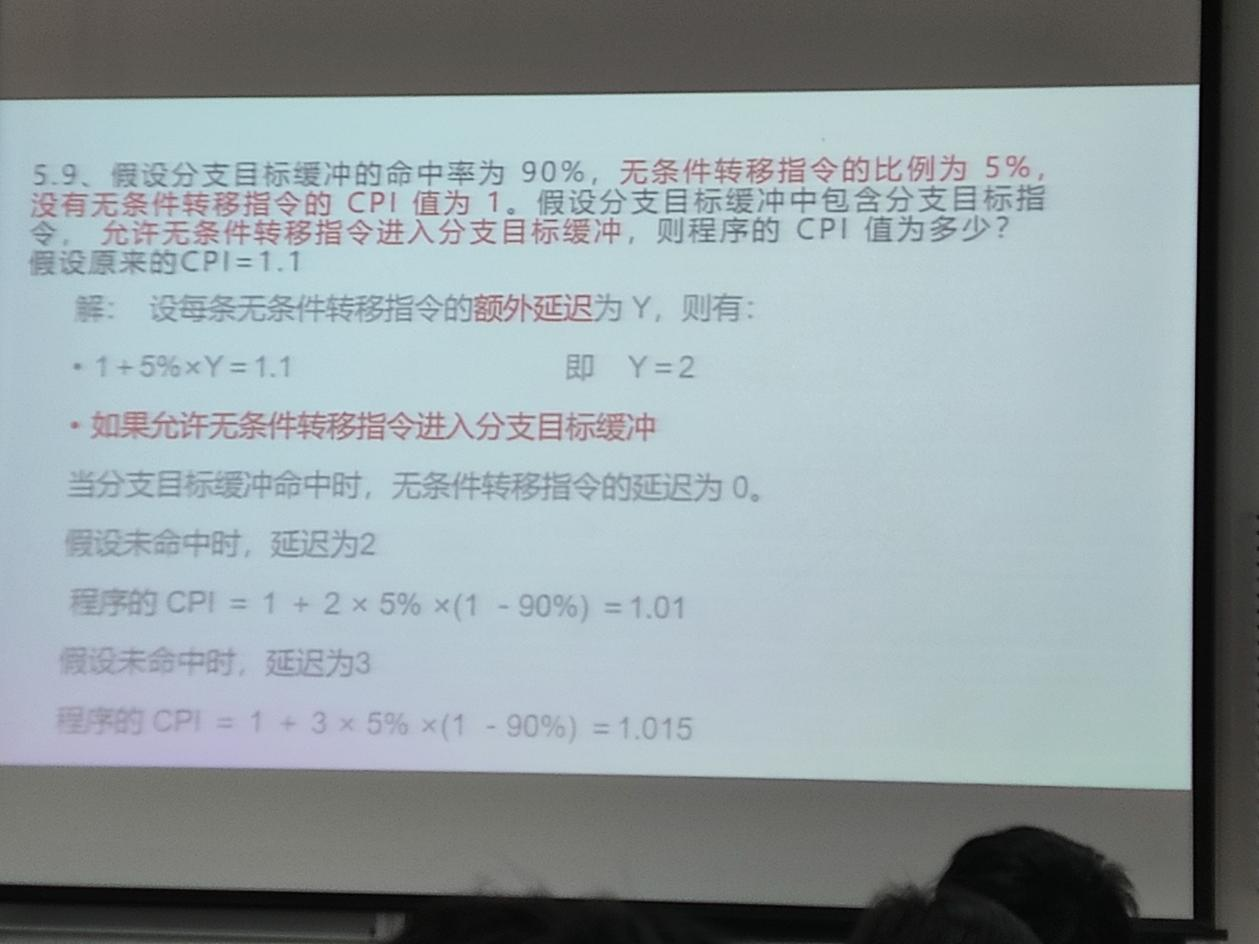 5.9、假设分支目标缓冲的命中率为 90%，无条件转移指令的比例为 5%，
没有无条件转移指令的 CPI 值为 1。假设分支目标缓冲中包含分支目标指
令， 允许无条件转移指令进入分支目标缓冲，则程序的 CPI 值为多少？
假设原来的CPI=1.1
解： 设每条无条件转移指令的额外延迟为 Y，则有：
• 1+5%×Y=1.1 即 Y=2
• 如果允许无条件转移指令进入分支目标缓冲
当分支目标缓冲命中时，无条件转移指令的延迟为 0。
假设未命中时，延迟为2
程序的 CPI = 1 + 2 × 5% ×(1 - 90%) =1.01
假设未命中时，延迟为3
程序的 CPI = 1 + 3 × 5% ×(1 - 90%) =1.015